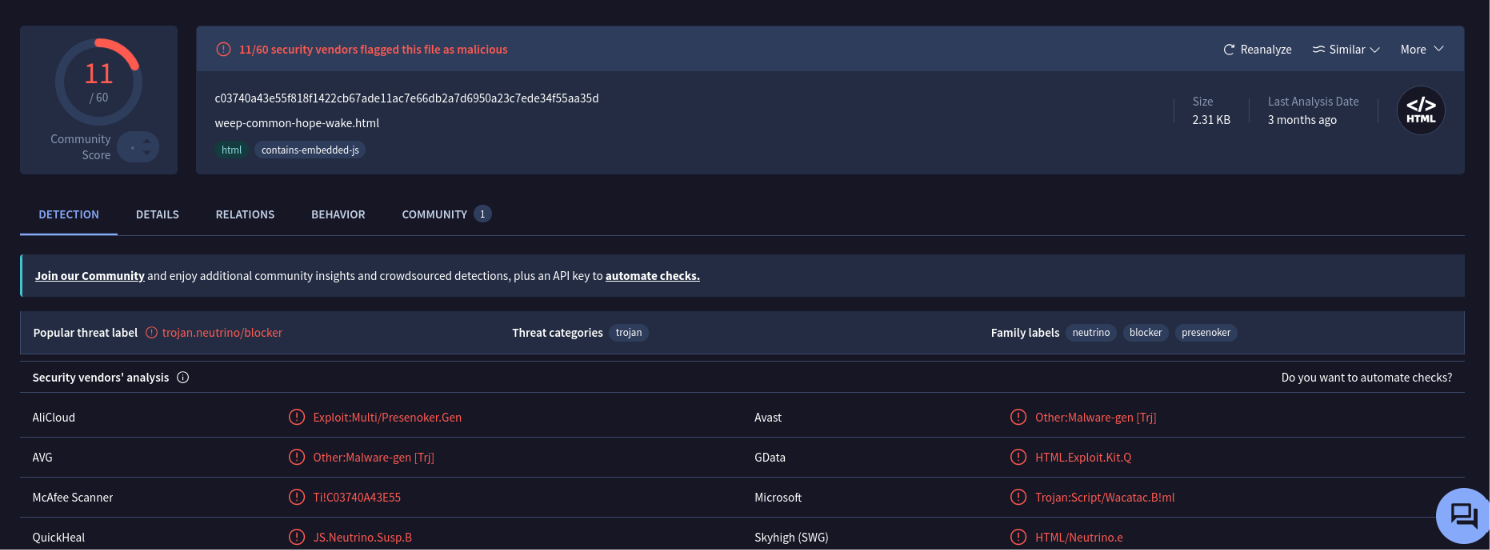 11
/ 60
Community
Score
11/60 security vendors flagged this file as malicious
Reanalyze Similar More
c03740a43e55f818f1422cb67ade11ac7e66db2a7d6950a23c7ede34f55aa35d
weep-common-hope-wake.html
html contains-embedded-js
Size
2.31 KB
Last Analysis Date
3 months ago
</>
HTML
DETECTION DETAILS RELATIONS BEHAVIOR COMMUNITY 1
Join our Community and enjoy additional community insights and crowdsourced detections, plus an API key to automate checks.
Popular threat label trojan.neutrino/blocker Threat categories trojan Family labels neutrino blocker presenoker
Security vendors' analysis Do you want to automate checks?
AliCloud Exploit:Multi/Presenoker.Gen Avast Other:Malware-gen [Trj]
AVG Other:Malware-gen [Trj] GData HTML.Exploit.Kit.Q
McAfee Scanner Ti!C03740A43E55 Microsoft Trojan:Script/Wacatac.B!ml
QuickHeal JS.Neutrino.Susp.B Skyhigh (SWG) HTML/Neutrino.e